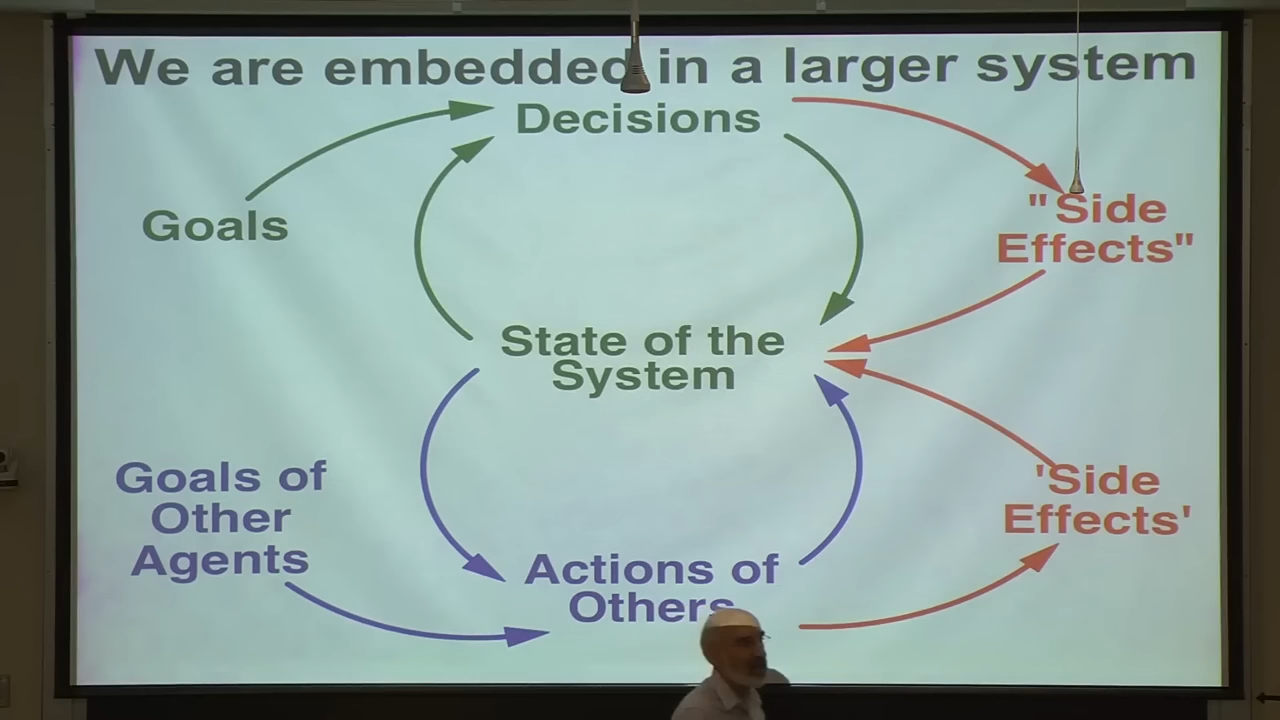 We are embedded in a larger system
Decisions
Goals
"Side
Effects"
State of the
System
Goals of
Other
Agents
'Side
Effects'
Actions of
Others